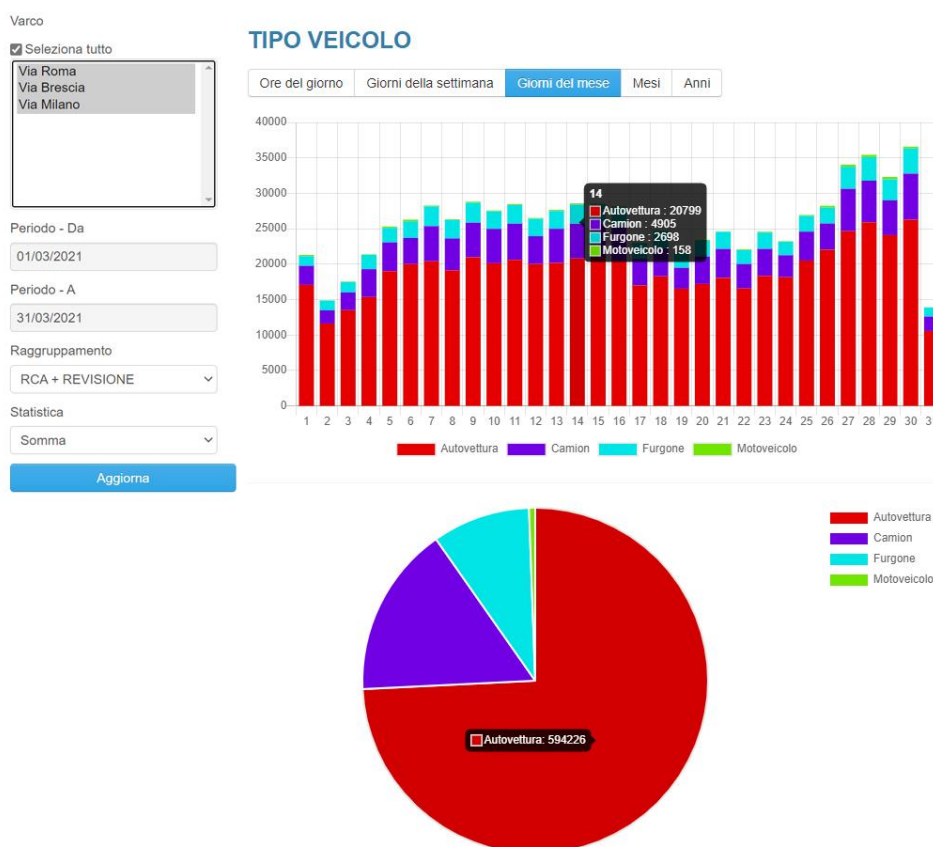 Varco
Seleziona tutto
Via Roma
Via Brescia
Via Milano
Periodo - Da
01/03/2021
Periodo - A
31/03/2021
Raggruppamento
RCA + REVISIONE
Statistica
Somma
Aggiorna
TIPO VEICOLO
Ore del giorno Giorni della settimana Giorni del mese Mesi Anni
40000
35000
30000
25000
20000
15000
10000
5000
0
14
Autovettura : 20799
Camion : 4905
Furgone : 2698
Motoveicolo : 158
1 2 3 4 5 6 7 8 9 10 11 12 13 14 15 16 17 18 19 20 21 22 23 24 25 26 27 28 29 30 3
Autovettura Camion Furgone Motoveicolo
Autovettura
Camion
Furgone
Motoveicolo
Autovettura: 594226